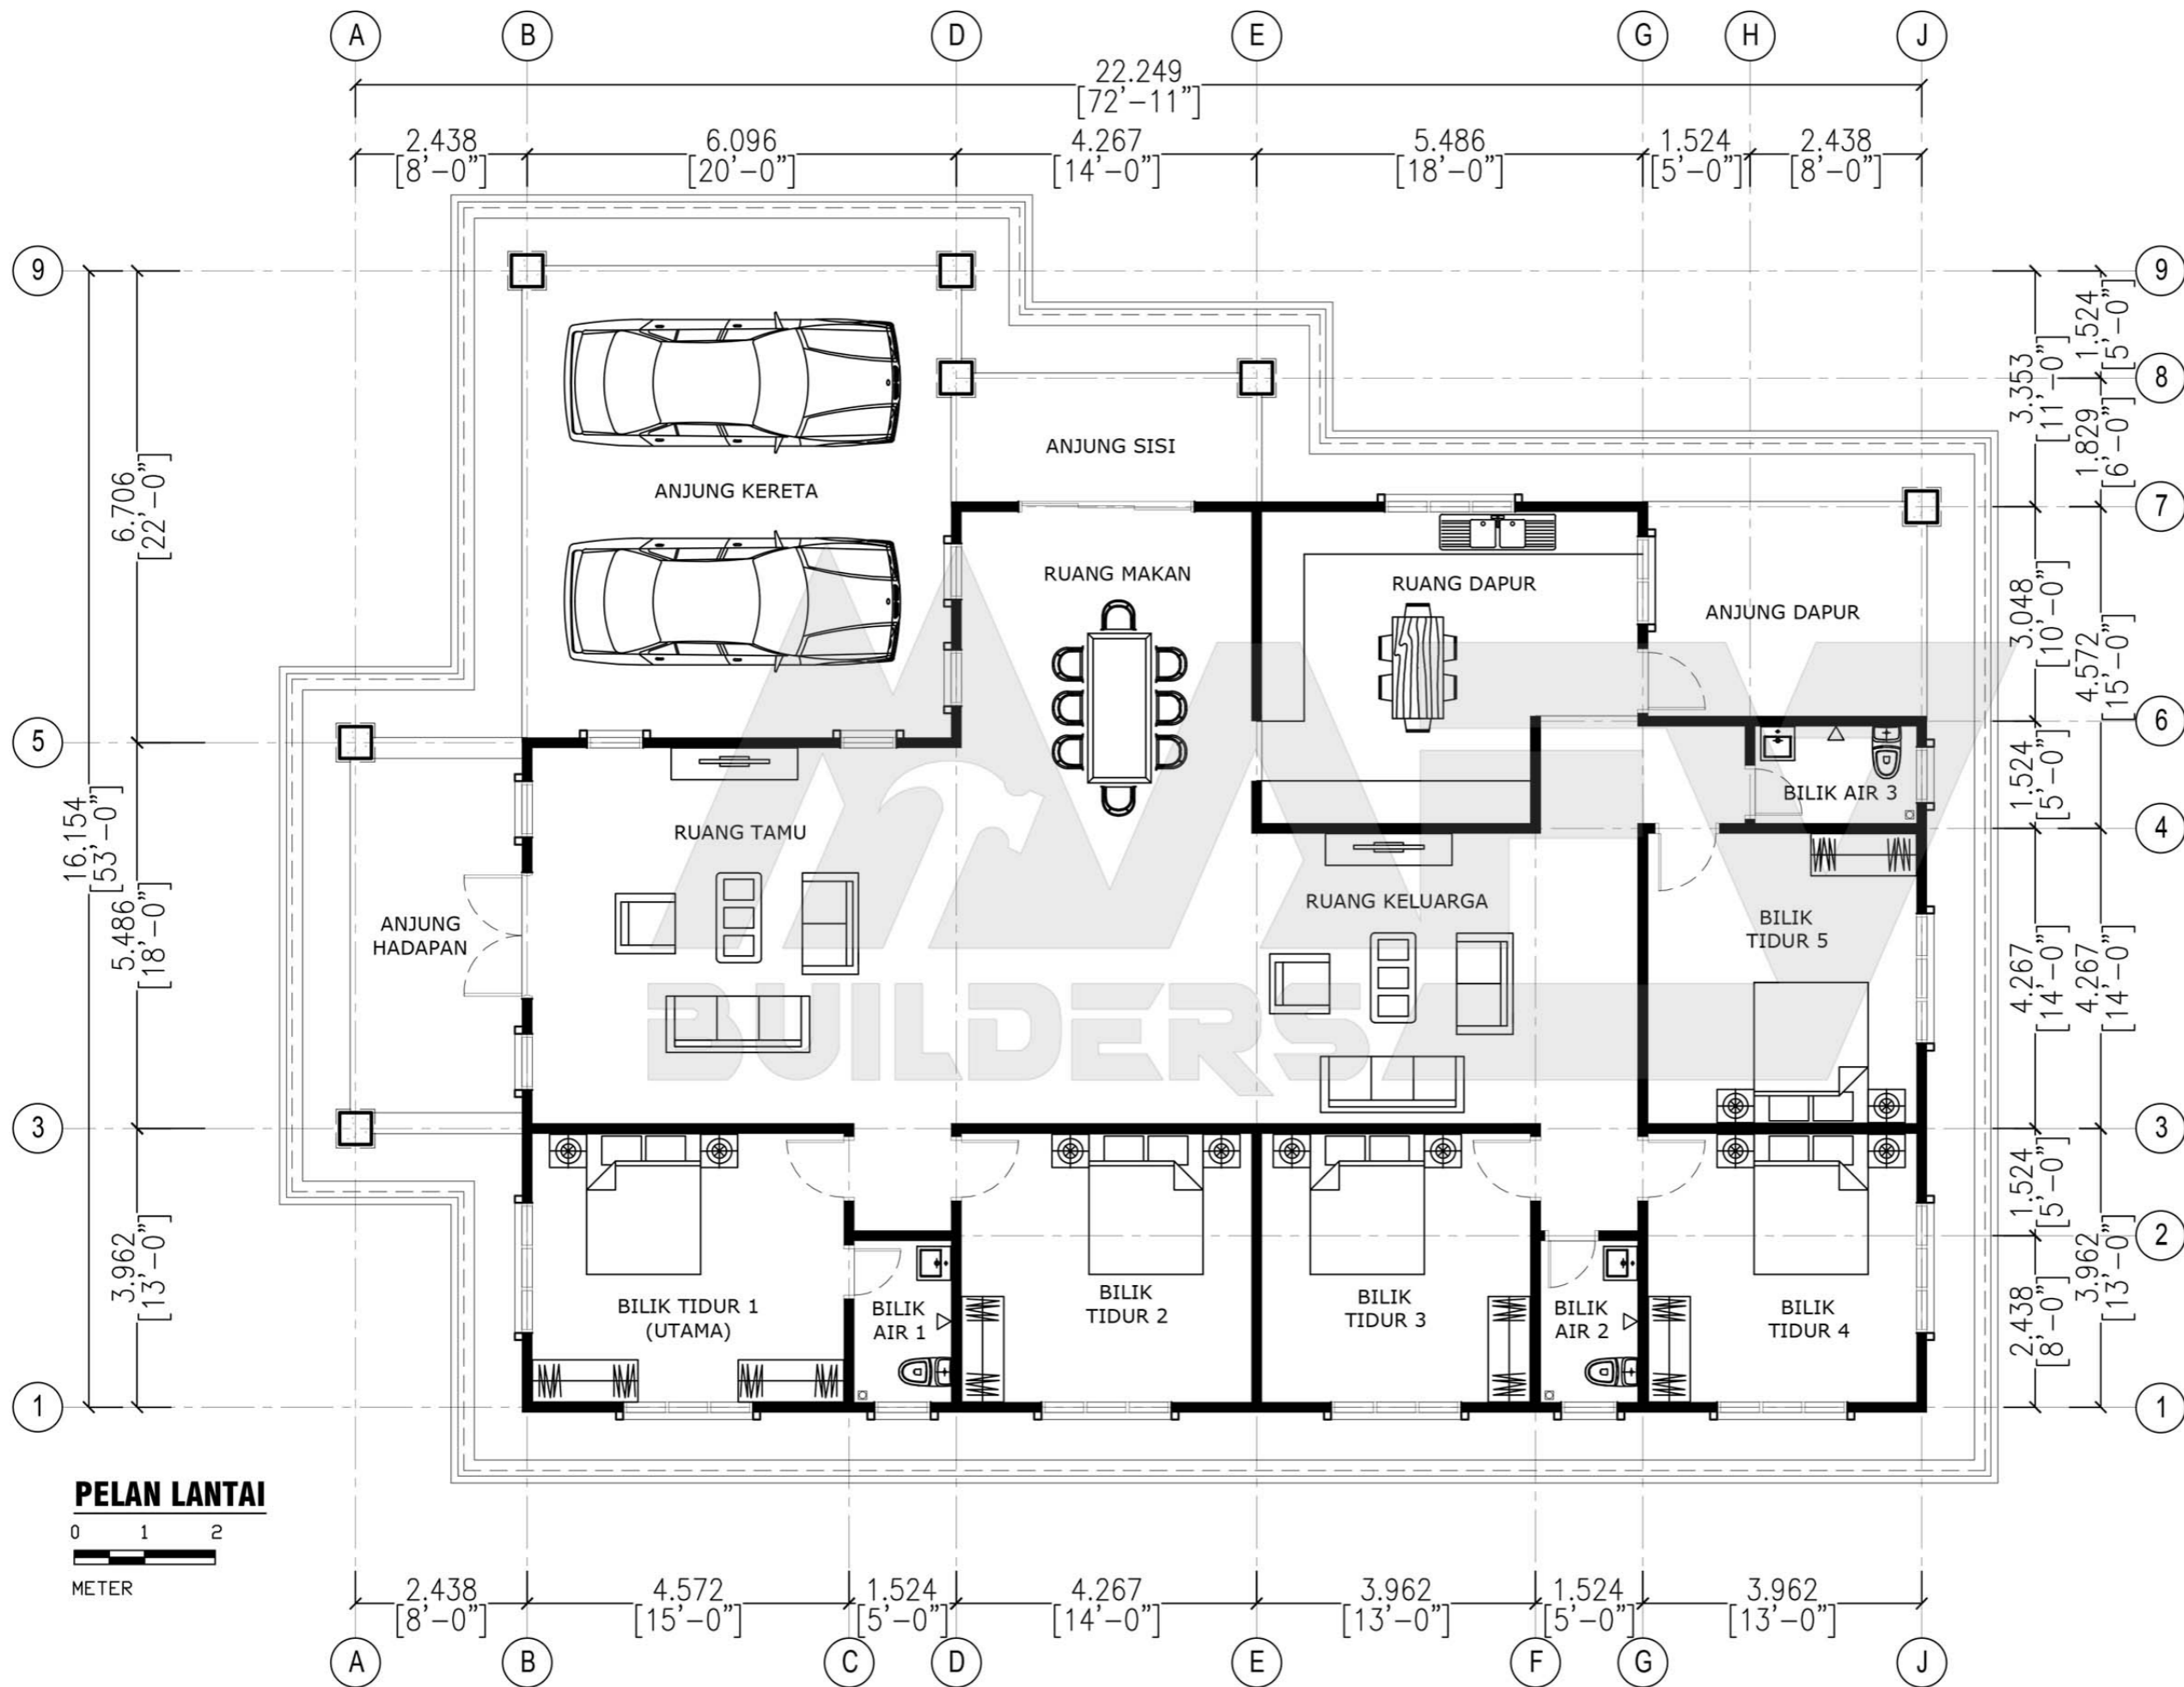 A B D E G H J
22.249
[72'-11"]
2.438 6.096 4.267 5.486 1.524 2.438
[8'-0"] [20'-0"] [14'-0"] [18'-0"] [5'-0"] [8'-0"]
9
9
8
7
5
6
4
3
3
2
1
1
16.154
[53'-0"]
6.706
[22'-0"]
5.486
[18'-0"]
3.962
[13'-0"]
3.353
[11'-0"]
3.048
[10'-0"]
1.524
[5'-0"]
4.267
[14'-0"]
1.524
[5'-0"]
2.438
[8'-0"]
1.524
[5'-0"]
1.829
[6'-0"]
4.572
[15'-0"]
4.267
[14'-0"]
3.962
[13'-0"]
ANJUNG SISI
ANJUNG KERETA
RUANG MAKAN
RUANG DAPUR
ANJUNG DAPUR
BILIK AIR 3
RUANG TAMU
RUANG KELUARGA
ANJUNG
HADAPAN
BILIK
TIDUR 5
BUILDERS
BILIK TIDUR 1
(UTAMA)
BILIK
AIR 1
BILIK
TIDUR 2
BILIK
TIDUR 3
BILIK
AIR 2
BILIK
TIDUR 4
PELAN LANTAI
0 1 2
METER
2.438 4.572 1.524 4.267 3.962 1.524 3.962
[8'-0"] [15'-0"] [5'-0"] [14'-0"] [13'-0"] [5'-0"] [13'-0"]
A B C D E F G J